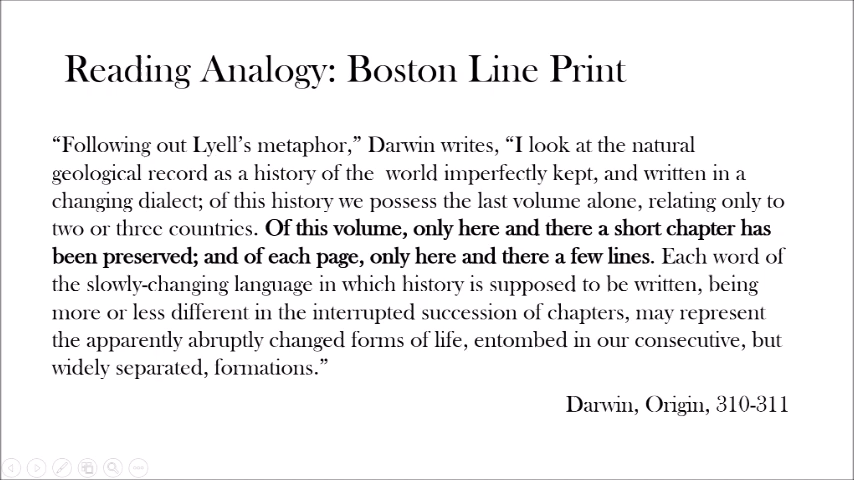 Reading Analogy: Boston Line Print
“Following out Lyell’s metaphor,” Darwin writes, “I look at the natural
geological record as a history of the  world imperfectly kept, and written in a
changing dialect; of this history we possess the last volume alone, relating only to
two or three countries. Of this volume, only here and there a short chapter has
been preserved; and of each page, only here and there a few lines. Each word of
the slowly-changing language in which history is supposed to be written, being
more or less different in the interrupted succession of chapters, may represent
the apparently abruptly changed forms of life, entombed in our consecutive, but
widely separated, formations.”
Darwin, Origin, 310-311